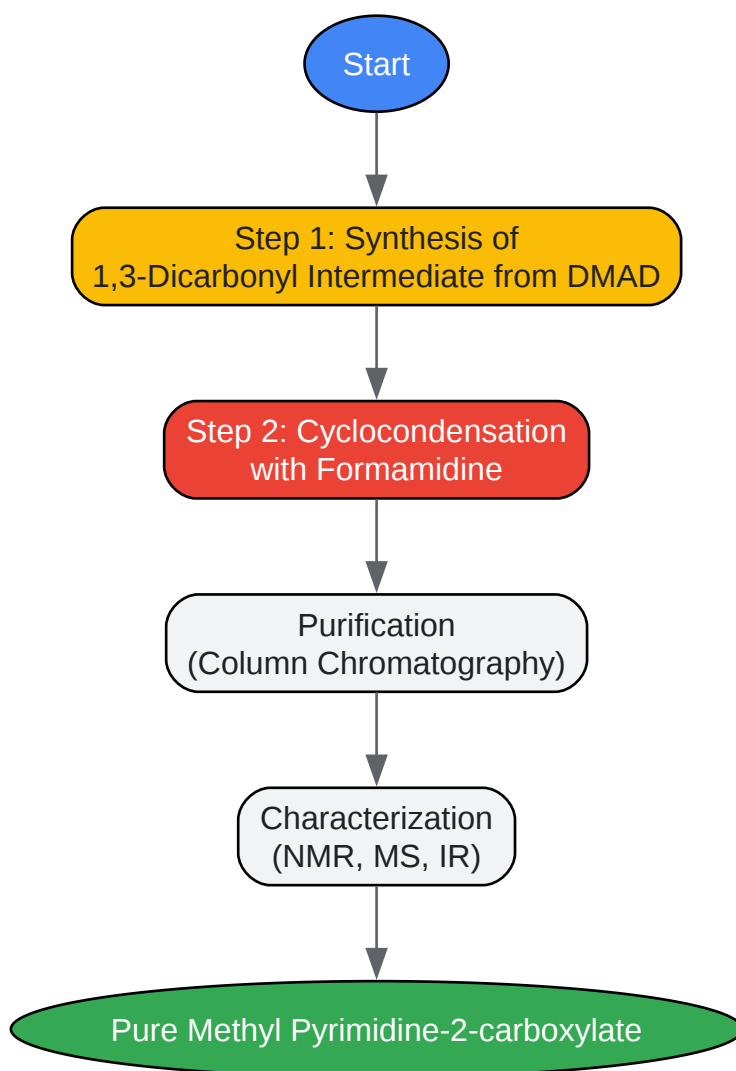 Start
Step 1: Synthesis of
1,3-Dicarbonyl Intermediate from DMAD
Step 2: Cyclocondensation
with Formamidine
Purification
(Column Chromatography)
Characterization
(NMR, MS, IR)
Pure Methyl Pyrimidine-2-carboxylate